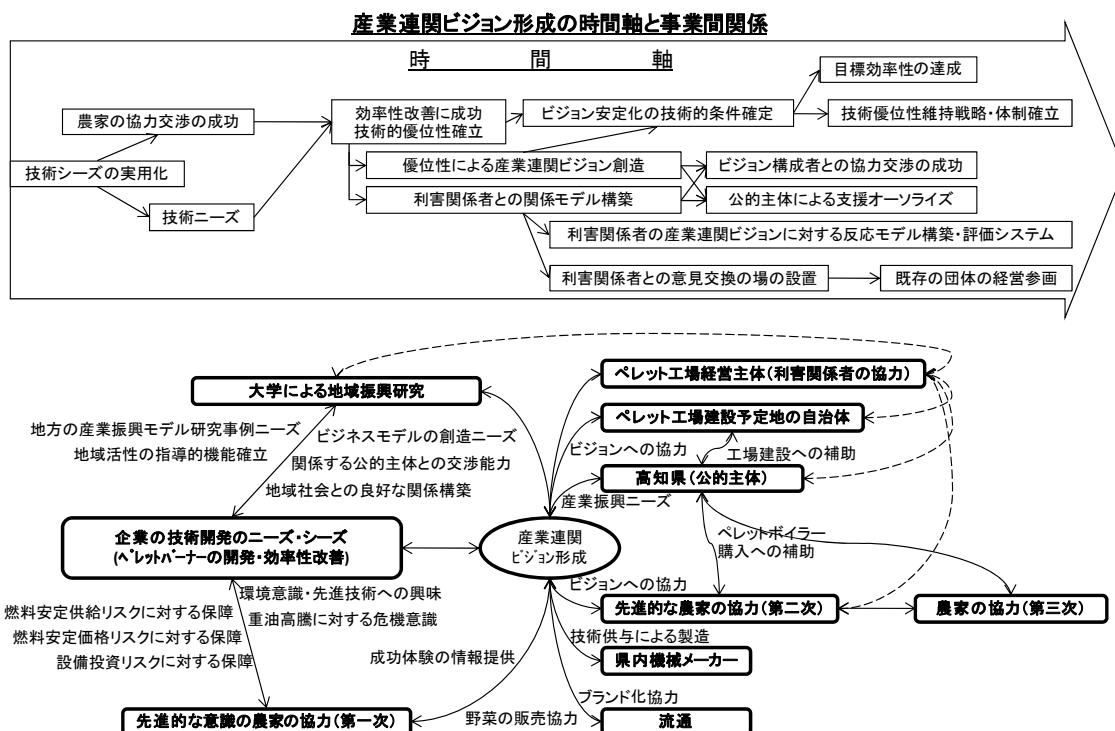 産業連関ビジョン形成の時間軸と事業間関係
時 間 軸
目標効率性の達成
農家の協力交渉の成功
効率性改善に成功
技術的優位性確立
ビジョン安定化の技術的条件確定
技術優位性維持戦略・体制確立
技術シーズの実用化
優位性による産業連関ビジョン創造
ビジョン構成者との協力交渉の成功
技術ニーズ
利害関係者との関係モデル構築
公的主体による支援オーソライズ
利害関係者の産業連関ビジョンに対する反応モデル構築・評価システム
利害関係者との意見交換の場の設置
既存の団体の経営参画
大学による地域振興研究
ペレット工場経営主体(利害関係者の協力)
ペレット工場建設予定地の自治体
地方の産業振興モデル研究事例ニーズ
地域活性の指導的機能確立
ビジネスモデルの創造ニーズ
関係する公的主体との交渉能力
地域社会との良好な関係構築
ビジョンへの協力
工場建設への補助
高知県(公的主体)
産業振興ニーズ
企業の技術開発のニーズ・シーズ
(ペレットバーナーの開発・効率性改善)
産業連関
ビジョン形成
ペレットボイラー
購入への補助
環境意識・先進技術への興味
重油高騰に対する危機意識
燃料安定供給リスクに対する保障
燃料安定価格リスクに対する保障
設備投資リスクに対する保障
ビジョンへの協力
先進的な農家の協力(第二次)
農家の協力(第三次)
技術供与による製造
県内機械メーカー
成功体験の情報提供
ブランド化協力
野菜の販売協力
先進的な意識の農家の協力(第一次)
流通